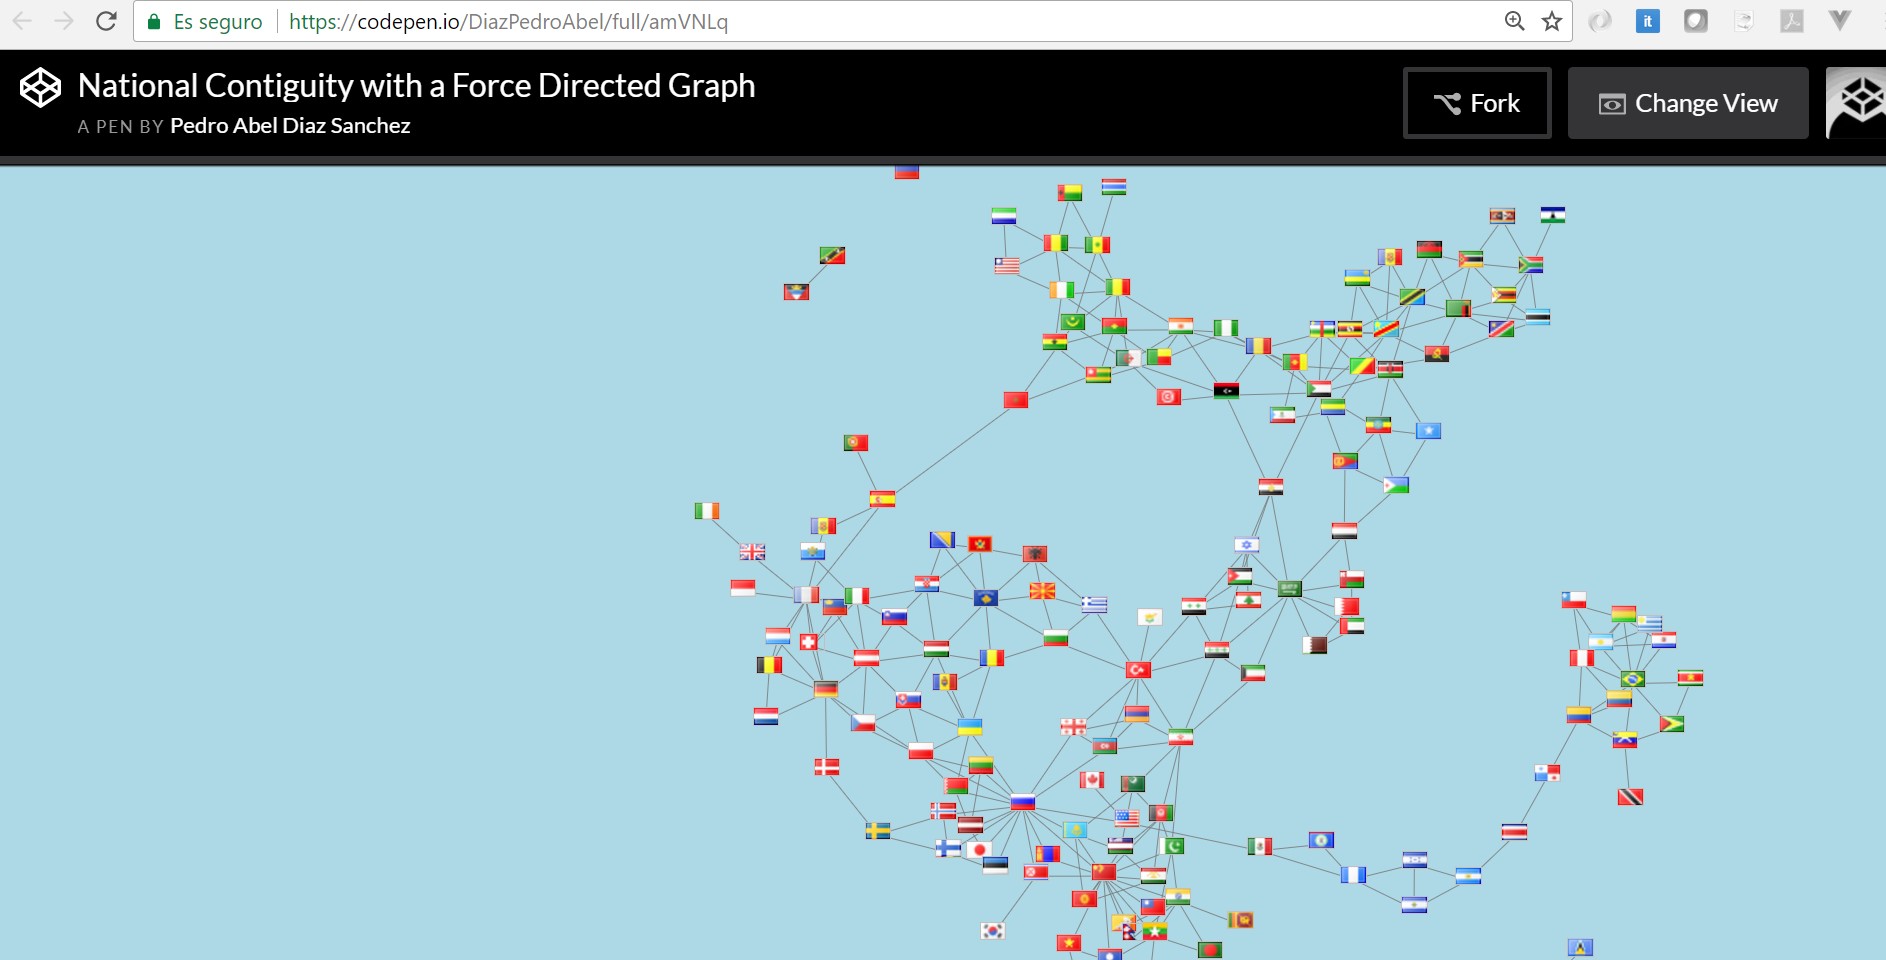 Es seguro https://codepen.io/DiazPedroAbel/full/amVNLq
it
National Contiguity with a Force Directed Graph
A PEN BY Pedro Abel Diaz Sanchez
Fork
Change View